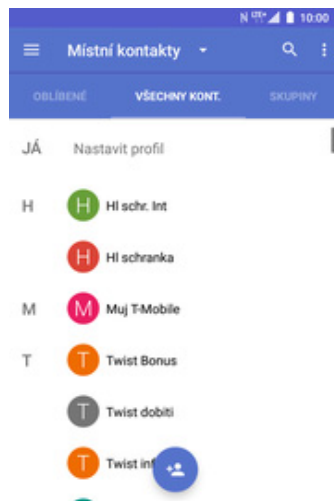 10:00
Místní kontakty
OBLÍBENÉ VŠECHNY KONT. SKUPINY
JÁ Nastavit profil
H H Hl schr. Int
H Hl schranka
M M Muj T-Mobile
T T Twist Bonus
T Twist dobiti
T Twist